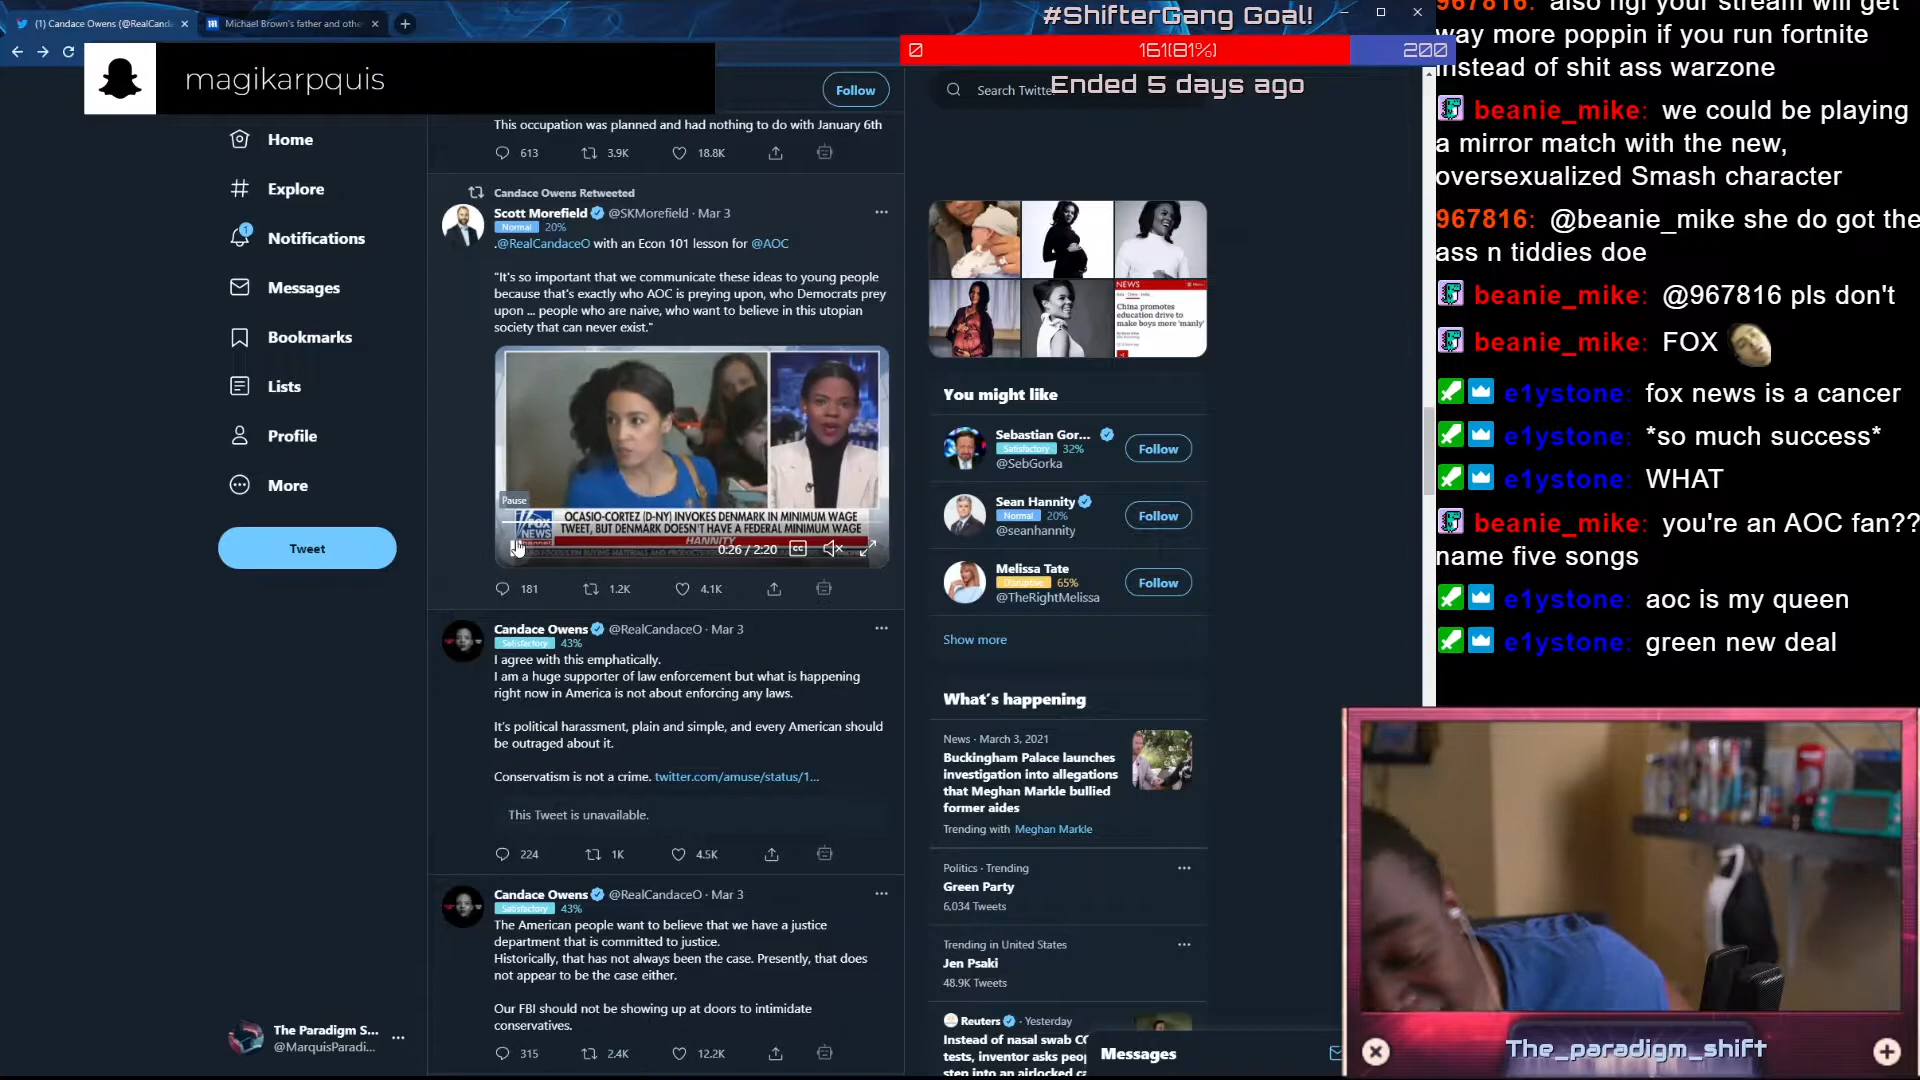 (1) Candace Owens (@RealCand
Michael Brown's father and othe
#ShifterGang Goal!
0
161(81%)
200
Ended 5 days ago
magikarpquis
Follow
Search Twitte
Home
Explore
1
Notifications
Messages
Bookmarks
Lists
Profile
More
Tweet
The Paradigm S...
@MarquisParadi...
This occupation was planned and had nothing to do with January 6th
613 3.9K 18.8K
Candace Owens Retweeted
Scott Morefield @SKMorefield · Mar 3
Normal 20%
.@RealCandaceO with an Econ 101 lesson for @AOC
"It's so important that we communicate these ideas to young people
because that's exactly who AOC is preying upon, who Democrats prey
upon ... people who are naive, who want to believe in this utopian
society that can never exist."
Pause
FOX
NEWS
OCASIO-CORTEZ (D-NY) INVOKES DENMARK IN MINIMUM WAGE
TWEET, BUT DENMARK DOESN'T HAVE A FEDERAL MINIMUM WAGE
HANNITY
0:26 / 2:20
CC
181 1.2K 4.1K
Candace Owens @RealCandaceO · Mar 3
Satisfactory 43%
I agree with this emphatically.
I am a huge supporter of law enforcement but what is happening
right now in America is not about enforcing any laws.
It's political harassment, plain and simple, and every American should
be outraged about it.
Conservatism is not a crime. twitter.com/amuse/status/1...
This Tweet is unavailable.
224 1K 4.5K
Candace Owens @RealCandaceO · Mar 3
Satisfactory 43%
The American people want to believe that we have a justice
department that is committed to justice.
Historically, that has not always been the case. Presently, that does
not appear to be the case either.
Our FBI should not be showing up at doors to intimidate
conservatives.
315 2.4K 12.2K
NEWS
China promotes
education drive to
make boys more 'manly'
You might like
Sebastian Gor...
Satisfactory 32%
@SebGorka
Follow
Sean Hannity
Normal 20%
@seanhannity
Follow
Melissa Tate
Disruptive 65%
@TheRightMelissa
Follow
Show more
What's happening
News · March 3, 2021
Buckingham Palace launches
investigation into allegations
that Meghan Markle bullied
former aides
Trending with Meghan Markle
Politics · Trending
Green Party
6,034 Tweets
Trending in United States
Jen Psaki
48.9K Tweets
Reuters · Yesterday
Instead of nasal swab CO
tests, inventor asks peop
step into an airlocked ca
Messages
967816: also ngl your stream will get
way more poppin if you run fortnite
instead of shit ass warzone
beanie_mike: we could be playing
a mirror match with the new,
oversexualized Smash character
967816: @beanie_mike she do got the
ass n tiddies doe
beanie_mike: @967816 pls don't
beanie_mike: FOX
e1ystone: fox news is a cancer
e1ystone: *so much success*
e1ystone: WHAT
beanie_mike: you're an AOC fan??
name five songs
e1ystone: aoc is my queen
e1ystone: green new deal
The_paradigm_shift